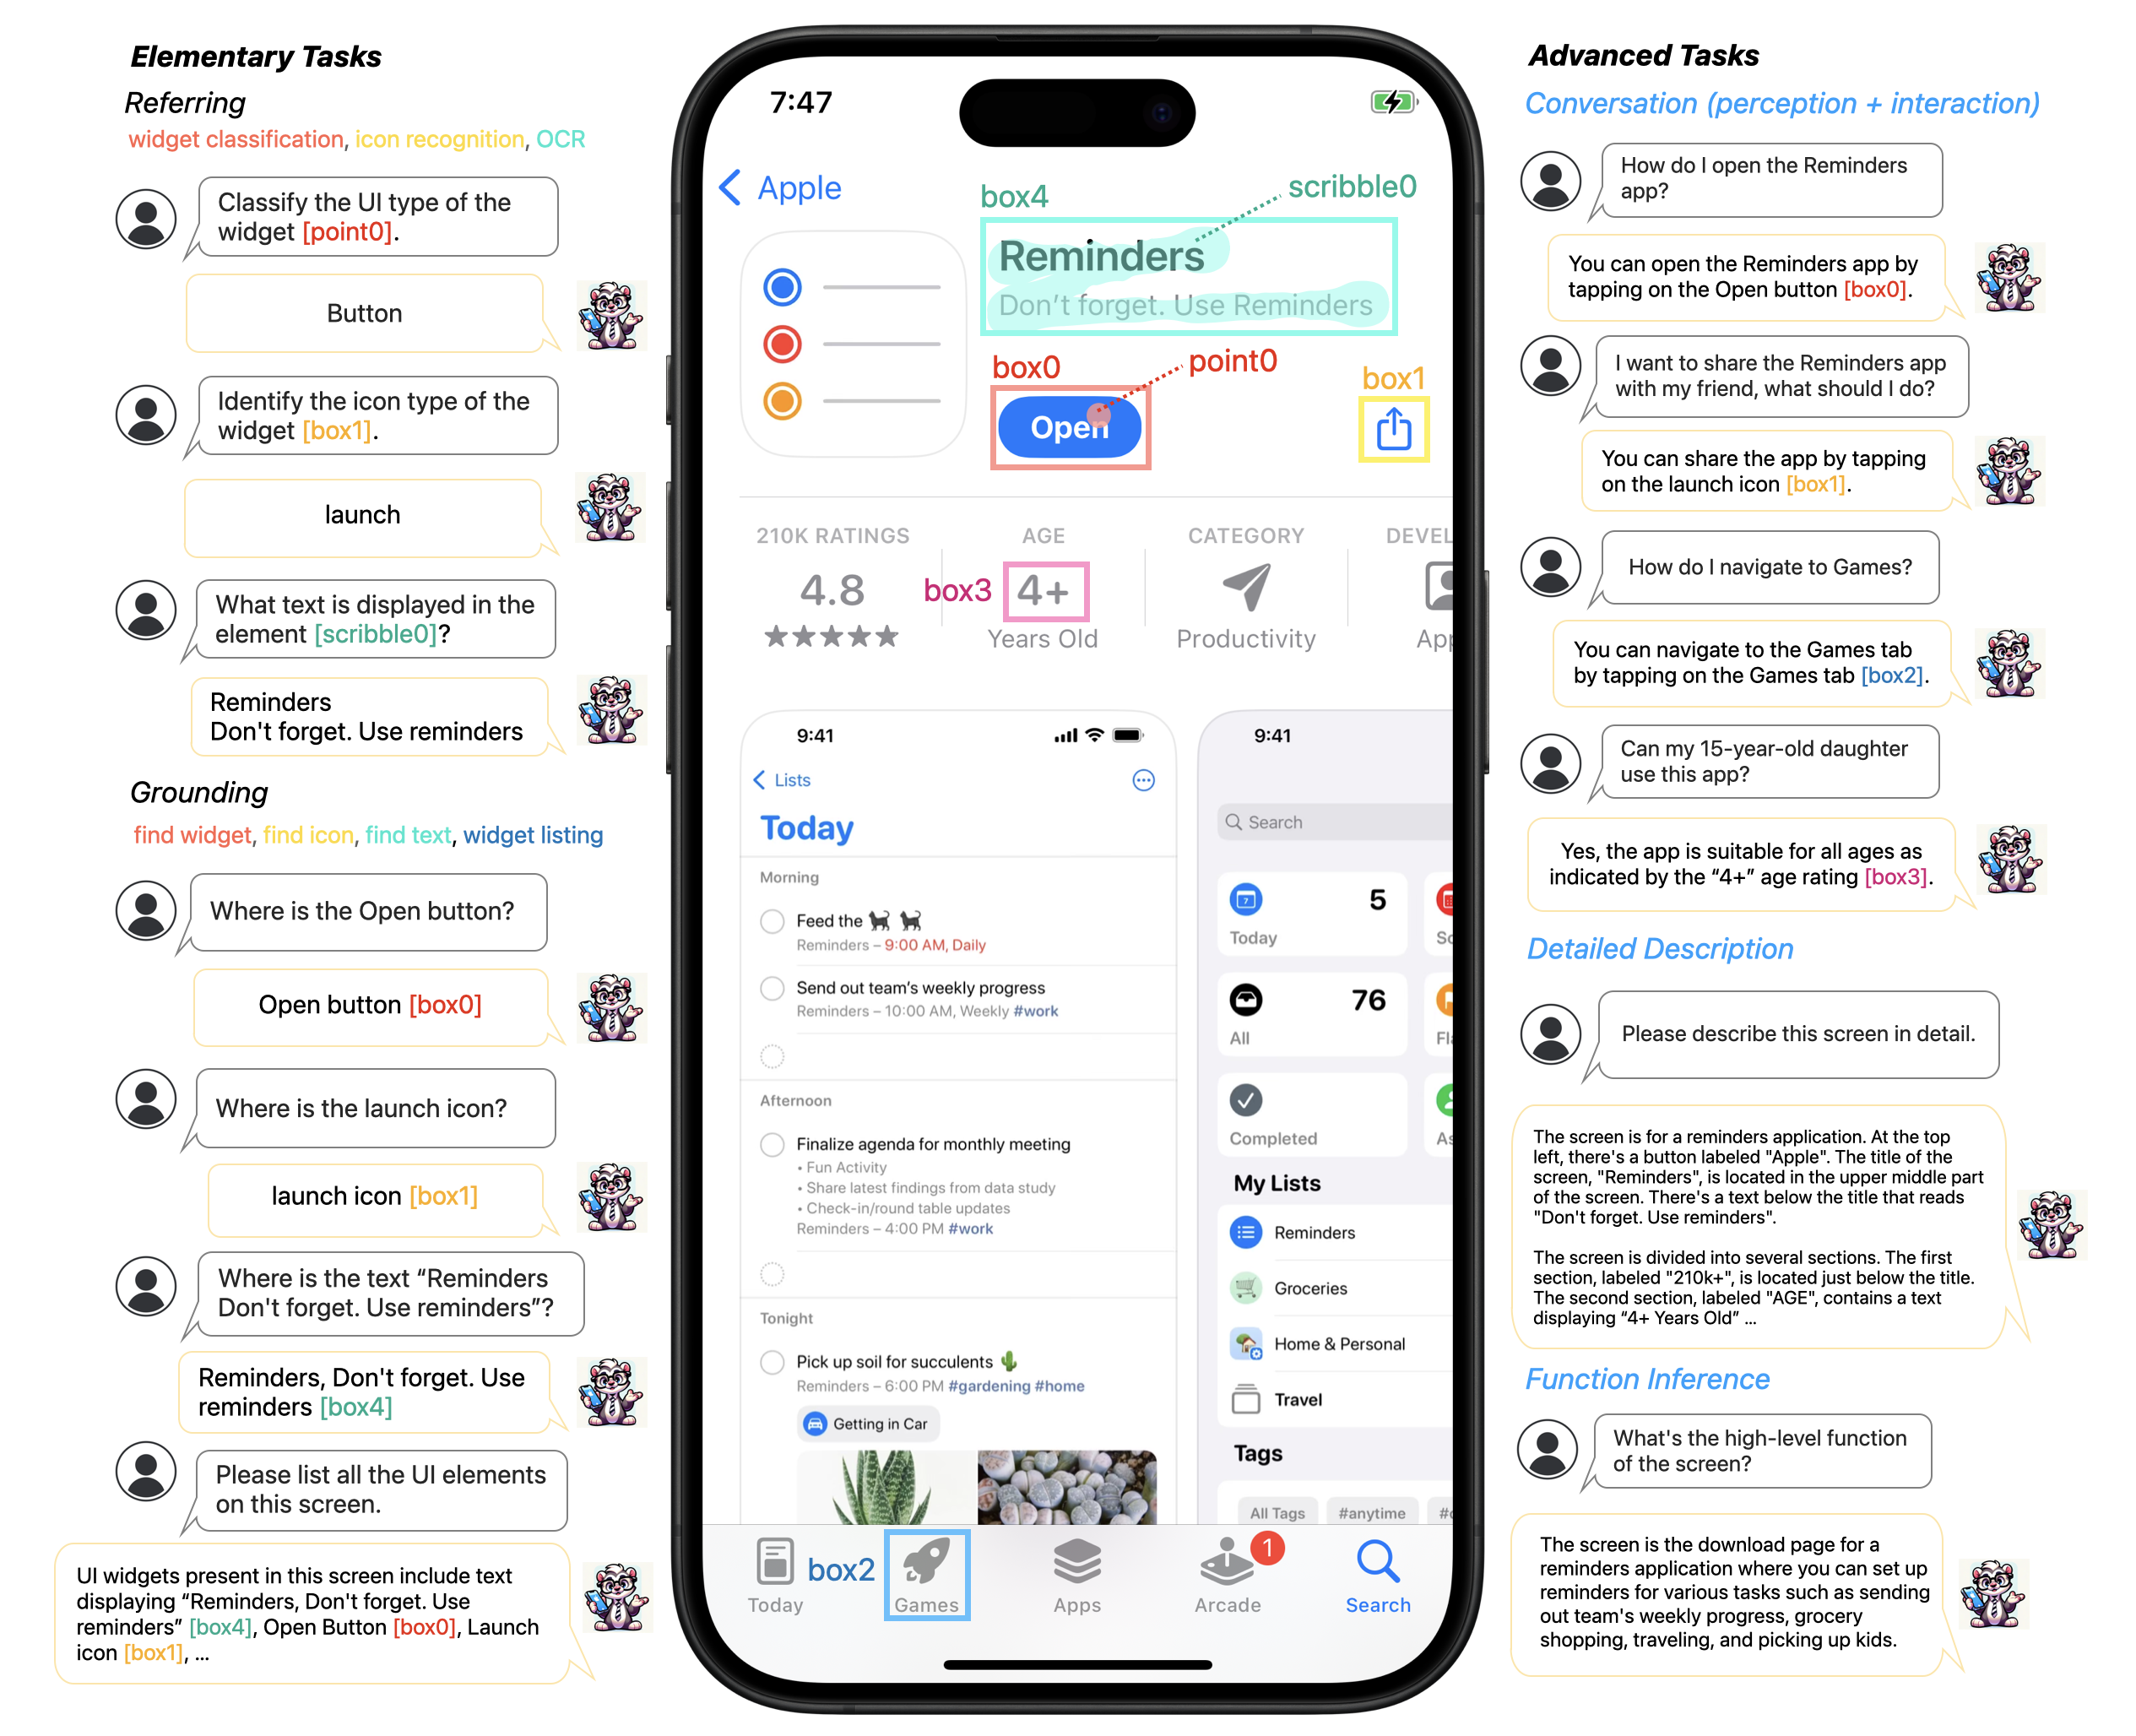 Elementary Tasks
Referring
widget classification, icon recognition, OCR
Classify the UI type of the
widget [point0].
Button
Identify the icon type of the
widget [box1].
launch
What text is displayed in the
element [scribble0]?
Reminders
Don't forget. Use reminders
Grounding
find widget, find icon, find text, widget listing
Where is the Open button?
Open button [box0]
Where is the launch icon?
launch icon [box1]
Where is the text “Reminders
Don't forget. Use reminders”?
Reminders, Don't forget. Use
reminders [box4]
Please list all the UI elements
on this screen.
UI widgets present in this screen include text
displaying “Reminders, Don't forget. Use
reminders” [box4], Open Button [box0], Launch
icon [box1], ...
7:47
Apple
box4
scribble0
Reminders
Don’t forget. Use Reminders
box0
point0
box1
Open
210K RATINGS
4.8
★★★★★
AGE
box3
4+
Years Old
CATEGORY
Productivity
DEVEL
App
9:41
Lists
Today
Morning
Feed the
Reminders – 9:00 AM, Daily
Send out team’s weekly progress
Reminders – 10:00 AM, Weekly #work
Afternoon
Finalize agenda for monthly meeting
• Fun Activity
• Share latest findings from data study
• Check-in/round table updates
Reminders – 4:00 PM #work
Tonight
Pick up soil for succulents
Reminders – 6:00 PM #gardening #home
Getting in Car
9:41
Search
7
5
Today
Sc
76
All
Fla
Completed
As
My Lists
Reminders
Groceries
Home & Personal
Travel
Tags
All Tags
#anytime
Today
box2
Games
Apps
1
Arcade
Search
Advanced Tasks
Conversation (perception + interaction)
How do I open the Reminders
app?
You can open the Reminders app by
tapping on the Open button [box0].
I want to share the Reminders app
with my friend, what should I do?
You can share the app by tapping
on the launch icon [box1].
How do I navigate to Games?
You can navigate to the Games tab
by tapping on the Games tab [box2].
Can my 15-year-old daughter
use this app?
Yes, the app is suitable for all ages as
indicated by the “4+” age rating [box3].
Detailed Description
Please describe this screen in detail.
The screen is for a reminders application. At the top
left, there's a button labeled "Apple". The title of the
screen, "Reminders", is located in the upper middle part
of the screen. There's a text below the title that reads
"Don't forget. Use reminders".
The screen is divided into several sections. The first
section, labeled "210k+", is located just below the title.
The second section, labeled "AGE", contains a text
displaying “4+ Years Old” ...
Function Inference
What's the high-level function
of the screen?
The screen is the download page for a
reminders application where you can set up
reminders for various tasks such as sending
out team's weekly progress, grocery
shopping, traveling, and picking up kids.